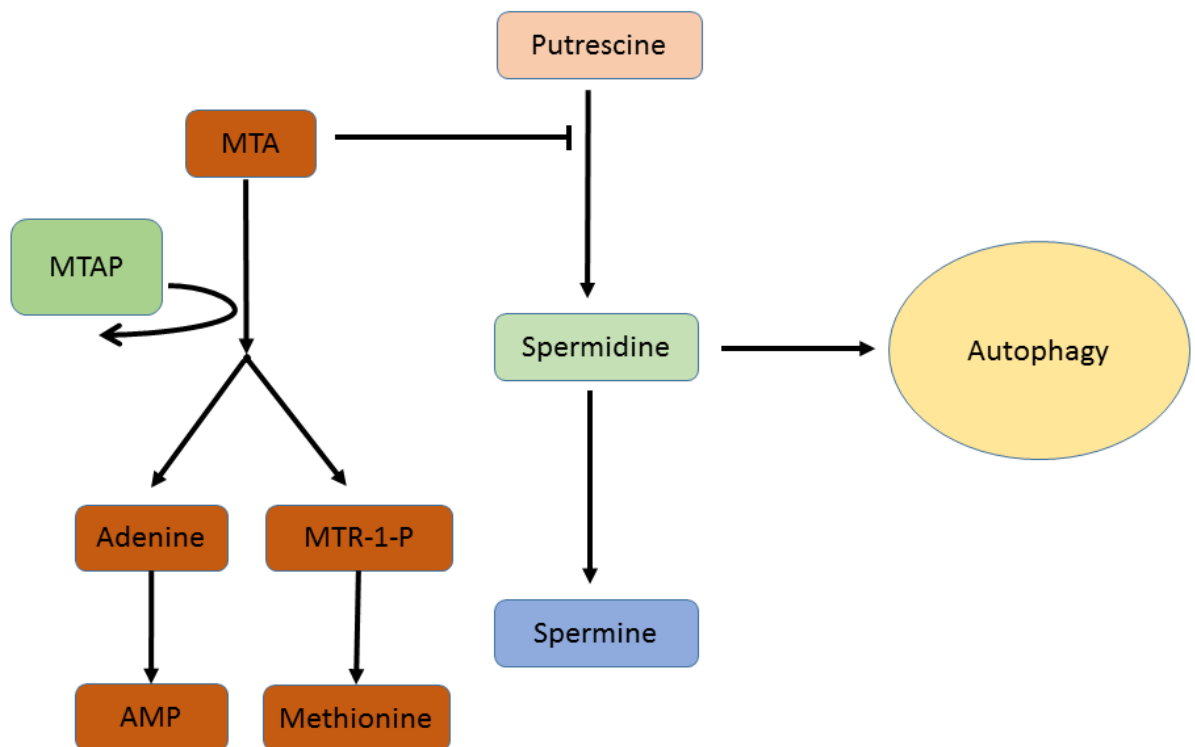 Putrescine
MTA
MTAP
Spermidine
Autophagy
Adenine
MTR-1-P
Spermine
AMP
Methionine